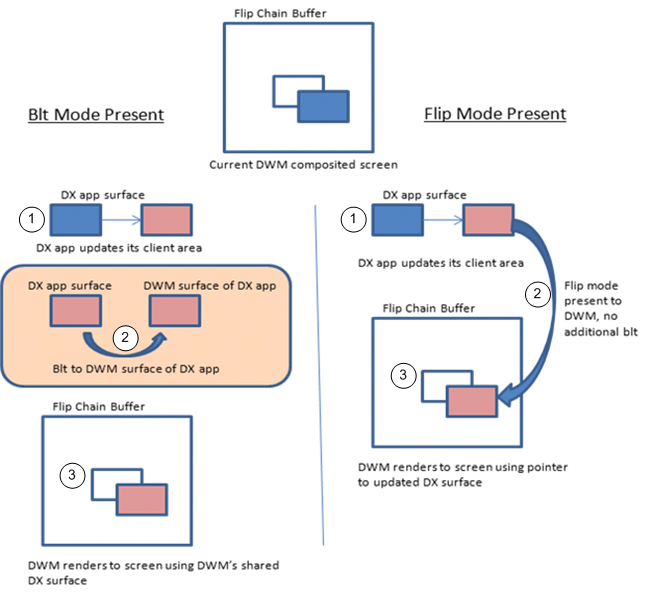 Flip Chain Buffer
Current DWM composited screen
Blt Mode Present
DX app surface
1
DX app updates its client area
DX app surface
DWM surface of DX app
2
Blt to DWM surface of DX app
Flip Chain Buffer
3
DWM renders to screen using DWM's shared
DX surface
Flip Mode Present
DX app surface
1
DX app updates its client area
2
Flip mode
present to
DWM, no
additional blt
Flip Chain Buffer
3
DWM renders to screen using pointer
to updated DX surface